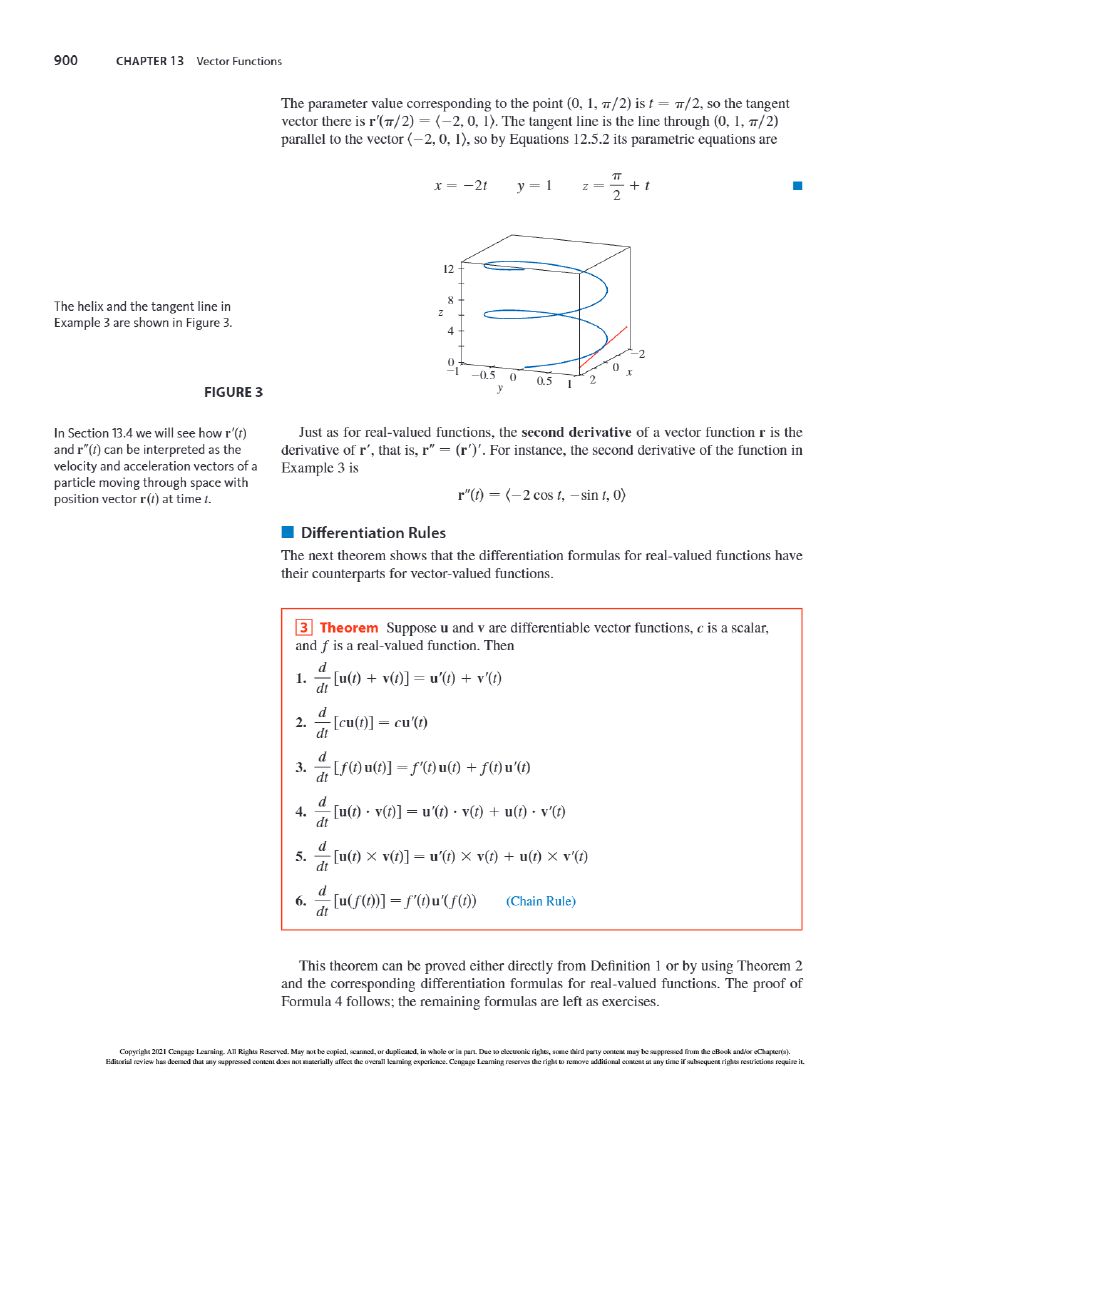 900 CHAPTER 13 Vector Functions
The parameter value corresponding to the point (0, 1, π/2) is t = π/2, so the tangent
vector there is r′(π/2) = ⟨−2, 0, 1⟩. The tangent line is the line through (0, 1, π/2)
parallel to the vector ⟨−2, 0, 1⟩, so by Equations 12.5.2 its parametric equations are
x = −2t y = 1 z = π/2 + t
12
8
z
4
0
−1 −0.5 0 0.5 1 2 0 −2
y x
The helix and the tangent line in
Example 3 are shown in Figure 3.
FIGURE 3
In Section 13.4 we will see how r′(t)
and r″(t) can be interpreted as the
velocity and acceleration vectors of a
particle moving through space with
position vector r(t) at time t.
Just as for real-valued functions, the second derivative of a vector function r is the
derivative of r′, that is, r″ = (r′)′. For instance, the second derivative of the function in
Example 3 is
r″(t) = ⟨−2 cos t, −sin t, 0⟩
Differentiation Rules
The next theorem shows that the differentiation formulas for real-valued functions have
their counterparts for vector-valued functions.
3 Theorem Suppose u and v are differentiable vector functions, c is a scalar,
and f is a real-valued function. Then
1. d/dt [u(t) + v(t)] = u′(t) + v′(t)
2. d/dt [cu(t)] = cu′(t)
3. d/dt [f(t)u(t)] = f′(t)u(t) + f(t)u′(t)
4. d/dt [u(t) · v(t)] = u′(t) · v(t) + u(t) · v′(t)
5. d/dt [u(t) × v(t)] = u′(t) × v(t) + u(t) × v′(t)
6. d/dt [u(f(t))] = f′(t)u′(f(t)) (Chain Rule)
This theorem can be proved either directly from Definition 1 or by using Theorem 2
and the corresponding differentiation formulas for real-valued functions. The proof of
Formula 4 follows; the remaining formulas are left as exercises.
Copyright 2021 Cengage Learning. All Rights Reserved. May not be copied, scanned, or duplicated, in whole or in part. Due to electronic rights, some third party content may be suppressed from the eBook and/or eChapter(s).
Editorial review has deemed that any suppressed content does not materially affect the overall learning experience. Cengage Learning reserves the right to remove additional content at any time if subsequent rights restrictions require it.